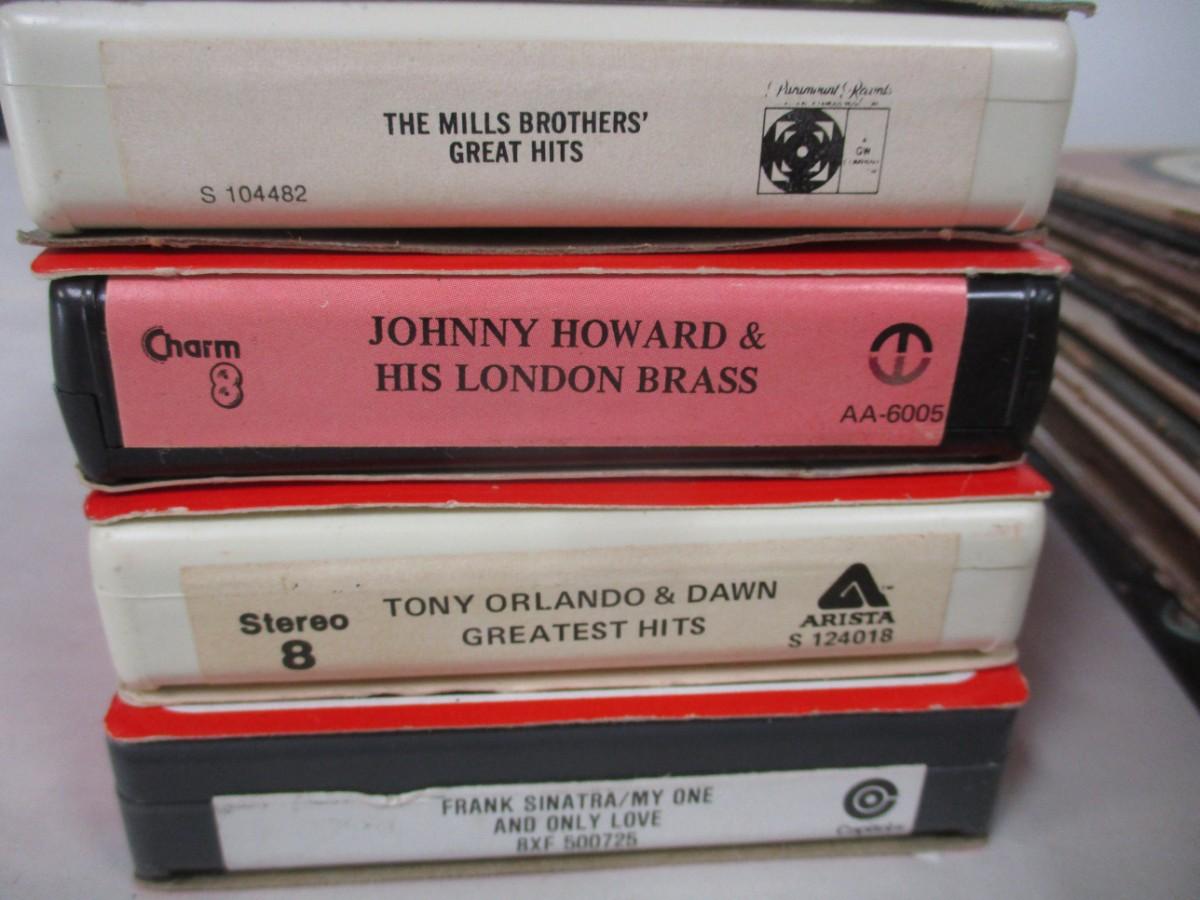 THE MILLS BROTHERS'
GREAT HITS
S 104482
Paramount Records
A
GW
Charm
8
JOHNNY HOWARD &
HIS LONDON BRASS
AA-6005
Stereo
8
TONY ORLANDO & DAWN
GREATEST HITS
ARISTA
S 124018
FRANK SINATRA/MY ONE
AND ONLY LOVE
8XF 500725
Capitol